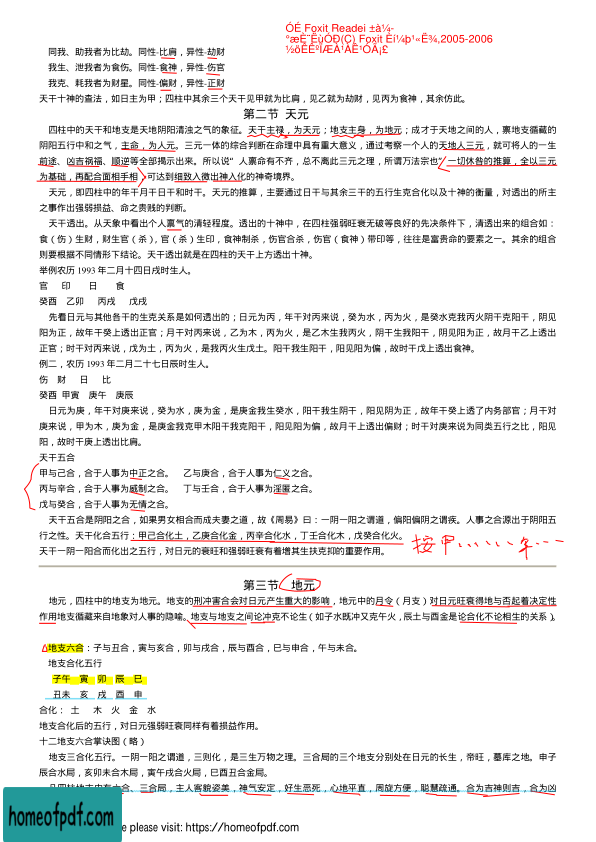 ÓÉ Foxit Reader ±à¼­
°æÈ¨ËùÓÐ(C) Foxit Èí¼þ¹«Ë¾,2005-2006
½öÊÊÓÃÓÚÆÀ¹À¡£
同我、助我者为比劫。同性-比肩，异性-劫财
我生、泄我者为食伤。同性-食神，异性-伤官
我克、耗我者为财星。同性-偏财，异性-正财
天干十神的查法，如日主为甲；四柱中其余三个天干见甲就为比肩，见乙就为劫财，见丙为食神，其余仿此。
第二节 天元
四柱中的天干和地支是天地阴阳清浊之气的象征。天干主禄，为天元；地支主身，为地元；成才于天地之间的人，禀地支循藏的
阴阳五行中和之气，主命，为人元。三元一体的综合判断在命理中具有重大意义，通过考察一个人的天地人三元，就可将人的一生
前途、凶吉祸福、顺逆等全部揭示出来。所以说“人禀命有不齐，总不离此三元之理，所谓万法宗也”一切休咎的推算，全以三元
为基础，再配合面相手相，可达到细致入微出神入化的神奇境界。
天元，即四柱中的年干月干日干和时干。天元的推算，主要通过日干与其余三干的五行生克合化以及十神的衡量，对透出的所主
之事作出强弱损益、命之贵贱的判断。
天干透出。从天象中看出个人禀气的清轻程度。透出的十神中，在四柱强弱旺衰无破等良好的先决条件下，清透出来的组合如：
食（伤）生财，财生官（杀），官（杀）生印，食神制杀，伤官合杀，伤官（食神）带印等，往往是富贵命的要素之一。其余的组合
则要根据不同情形下结论。天干透出就是在四柱的天干上方透出十神。
举例农历 1993 年二月十四日戌时生人。
官 印 日 食
癸酉 乙卯 丙戌 戊戌
先看日元与其他各干的生克关系是如何透出的；日元为丙，年干对丙来说，癸为水，丙为火，是癸水克我丙火阴干克阳干，阴见
阳为正，故年干癸上透出正官；月干对丙来说，乙为木，丙为火，是乙木生我丙火，阴干生我阳干，阴见阳为正，故月干乙上透出
正官；时干对丙来说，戊为土，丙为火，是我丙火生戊土。阳干我生阳干，阳见阳为偏，故时干戊上透出食神。
例二，农历 1993 年二月二十七日辰时生人。
伤 财 日 比
癸酉 甲寅 庚午 庚辰
日元为庚，年干对庚来说，癸为水，庚为金，是庚金我生癸水，阳干我生阴干，阳见阴为正，故年干癸上透了内务部官；月干对
庚来说，甲为木，庚为金，是庚金我克甲木阳干我克阳干，阳见阳为偏，故月干上透出偏财；时干对庚来说为同类五行之比，阳见
阳，故时干庚上透出比肩。
天干五合
甲与己合，合于人事为中正之合。 乙与庚合，合于人事为仁义之合。
丙与辛合，合于人事为威制之合。 丁与壬合，合于人事为淫匿之合。
戊与癸合，合于人事为无情之合。
天干五合是阴阳之合，如果男女相合而成夫妻之道，故《周易》曰：一阴一阳之谓道，偏阳偏阴之谓疾。人事之合源出于阴阳五
行之性。天干化合五行：甲己合化土，乙庚合化金，丙辛合化水，丁壬合化木，戊癸合化火。
天干一阴一阳合而化出之五行，对日元的衰旺和强弱旺衰有着增其生扶克抑的重要作用。
第三节 地元
地元，四柱中的地支为地元。地支的刑冲害合会对日元产生重大的影响，地元中的月令（月支）对日元旺衰得地与否起着决定性
作用地支循藏来自地象对人事的隐喻。地支与地支之间论冲克不论生（如子水既冲又克午火，辰土与酉金是论合化不论相生的关系）。
地支六合：子与丑合，寅与亥合，卯与戌合，辰与酉合，巳与申合，午与未合。
地支合化五行
子午 寅 卯 辰 巳
丑未 亥 戌 酉 申
合化： 土 木 火 金 水
地支合化后的五行，对日元强弱旺衰同样有着损益作用。
十二地支六合掌诀图（略）
地支三合化五行。一阴一阳之谓道，三则化，是三生万物之理。三合局的三个地支分别处在日元的长生，帝旺，墓库之地。申子
辰合水局，亥卯未合木局，寅午戌合火局，巳酉丑合金局。
凡四柱地支中有六合、三合局，主人客貌姿美，神气安定，好生恶死，心地平直，周旋方便，聪慧疏通。合为吉神则吉，合为凶
homeofpdf.com
e please visit: https://homeofpdf.com